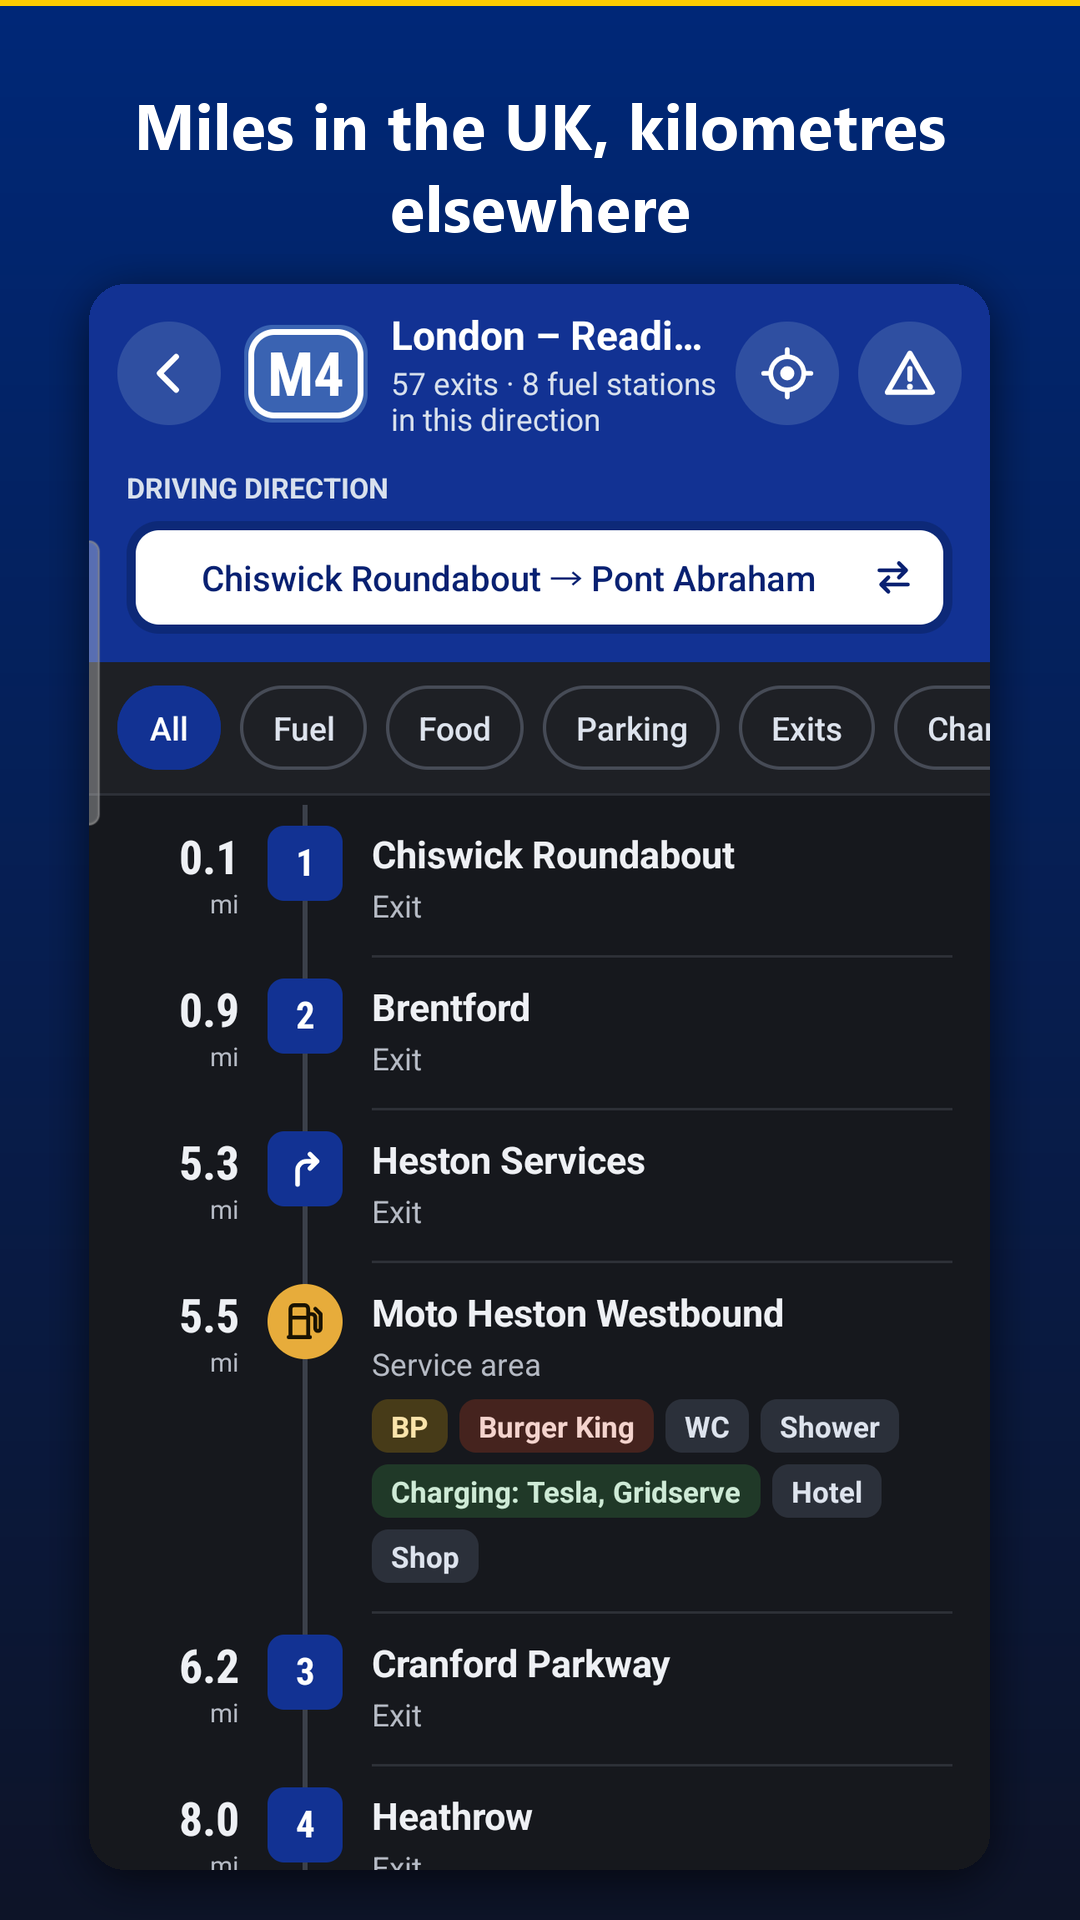 Miles in the UK, kilometres
elsewhere
M4
London – Readi...
57 exits · 8 fuel stations
in this direction
DRIVING DIRECTION
Chiswick Roundabout → Pont Abraham
All
Fuel
Food
Parking
Exits
Char
0.1
mi
1
Chiswick Roundabout
Exit
0.9
mi
2
Brentford
Exit
5.3
mi
Heston Services
Exit
5.5
mi
Moto Heston Westbound
Service area
BP
Burger King
WC
Shower
Charging: Tesla, Gridserve
Hotel
Shop
6.2
mi
3
Cranford Parkway
Exit
8.0
mi
4
Heathrow
Exit